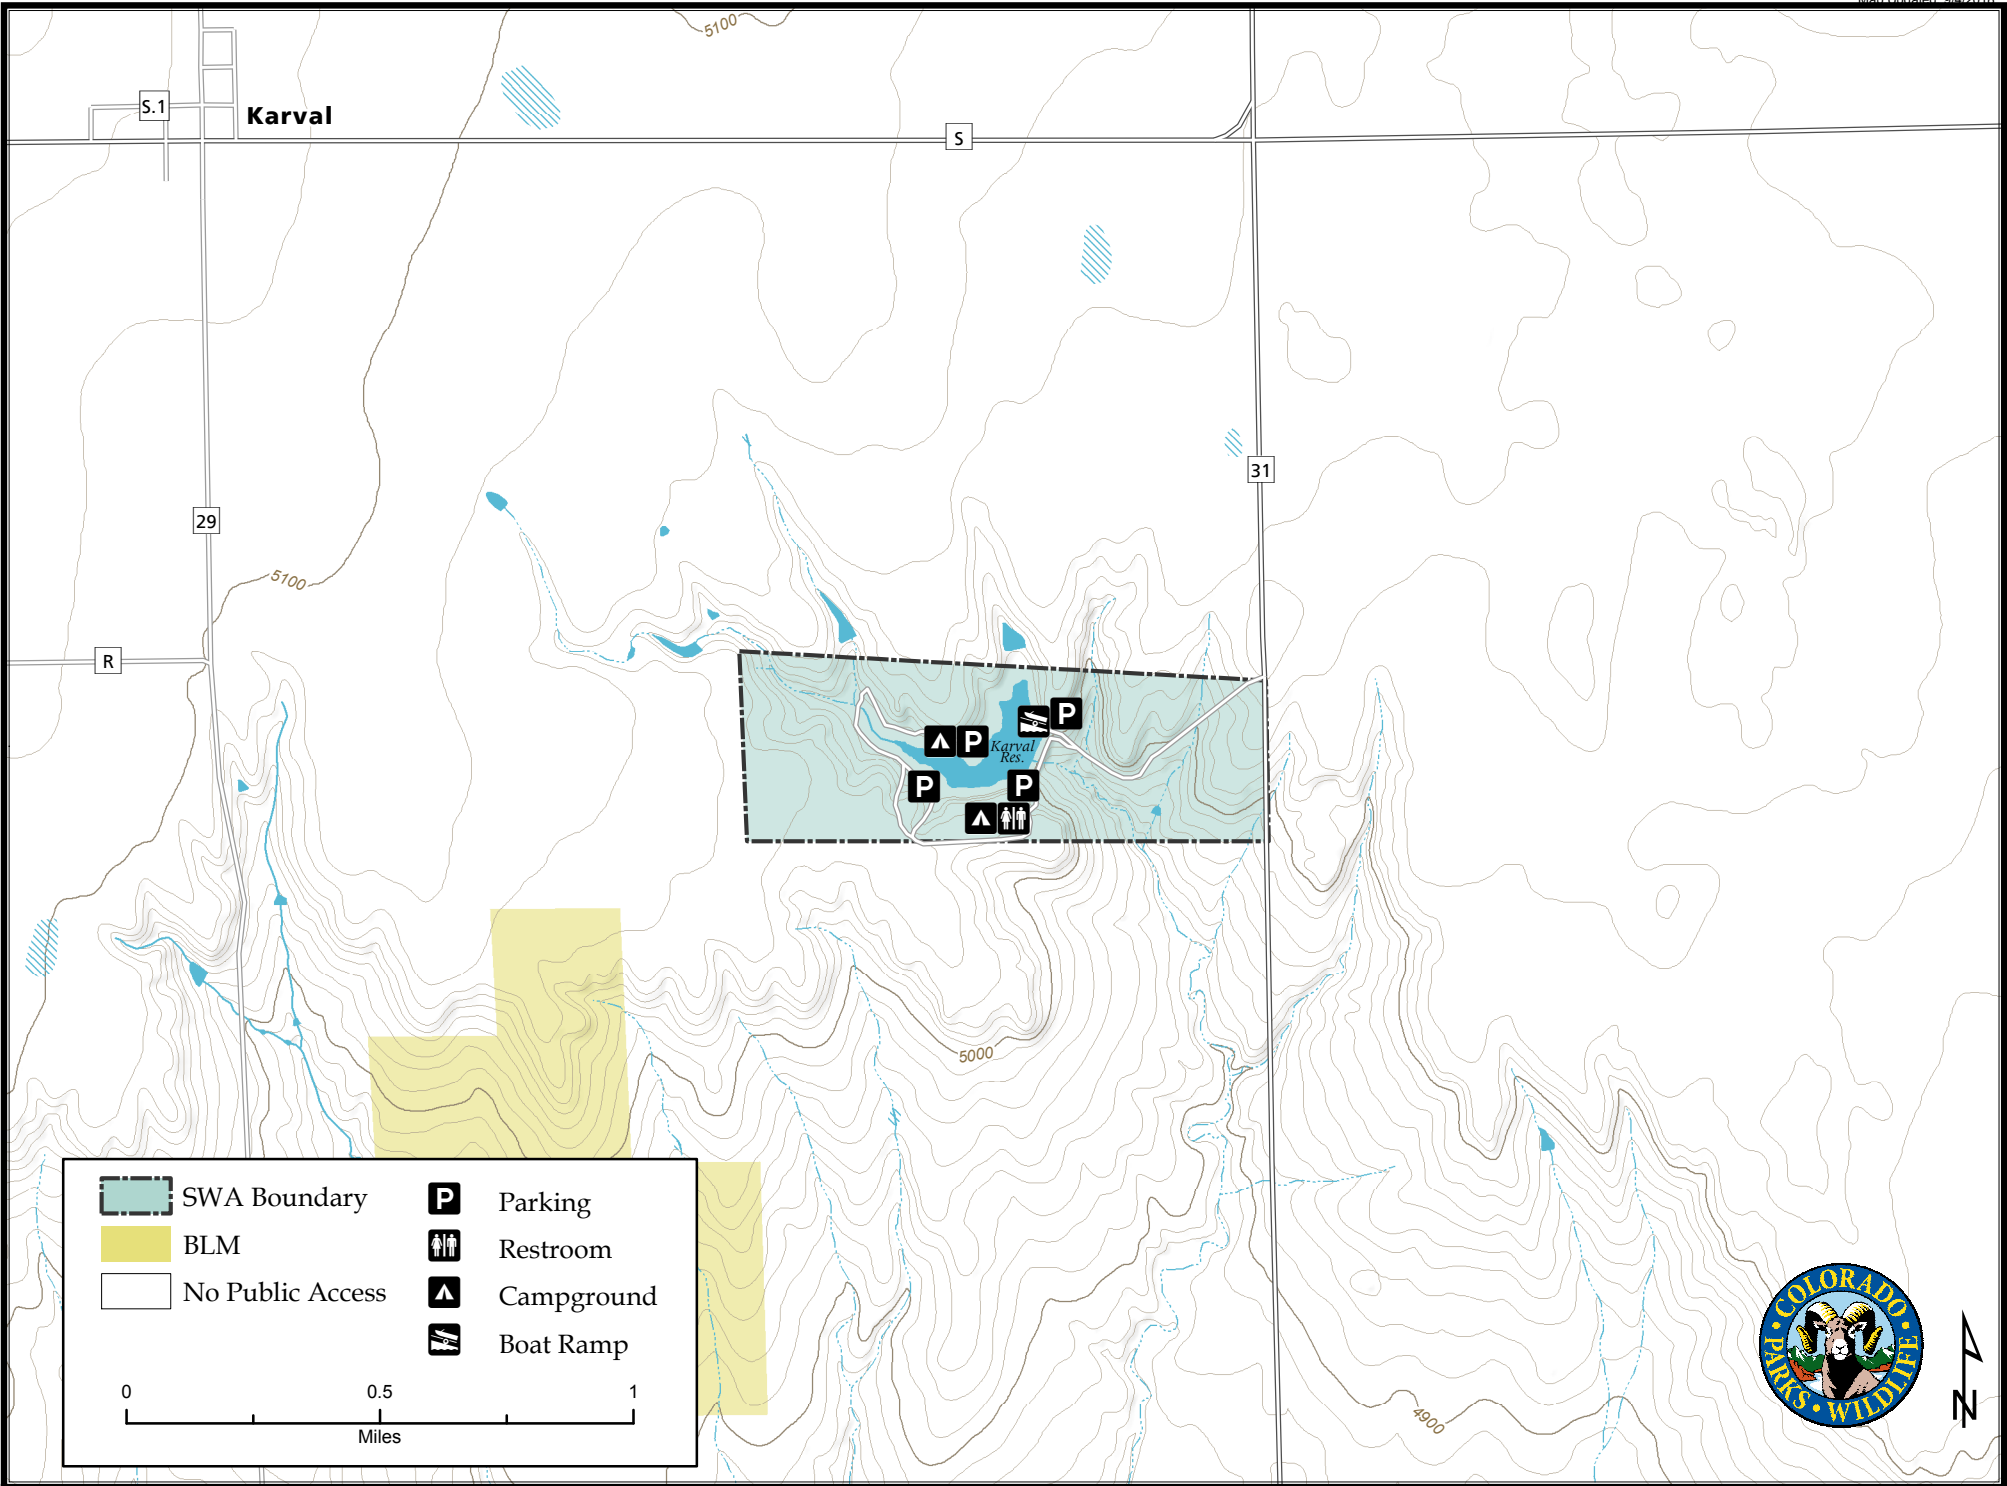 5100
S.1
Karval
S
31
29
5100
R
P
P
Karval
Res.
P
P
5000
SWA Boundary
BLM
No Public Access
P Parking
Restroom
Campground
Boat Ramp
0 0.5 1
Miles
4900
COLORADO
PARKS • WILDLIFE
N